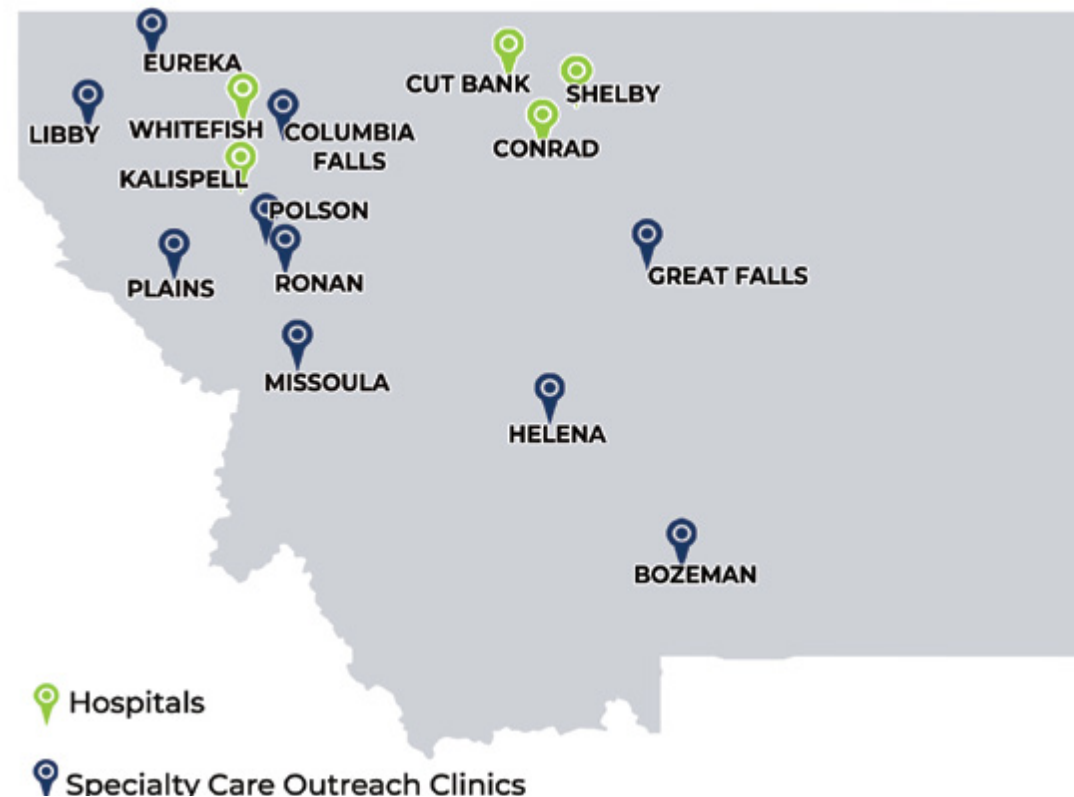 EUREKA
CUT BANK
SHELBY
LIBBY
WHITEFISH
COLUMBIA
FALLS
CONRAD
KALISPELL
POLSON
PLAINS
RONAN
GREAT FALLS
MISSOULA
HELENA
BOZEMAN
Hospitals
Specialty Care Outreach Clinics